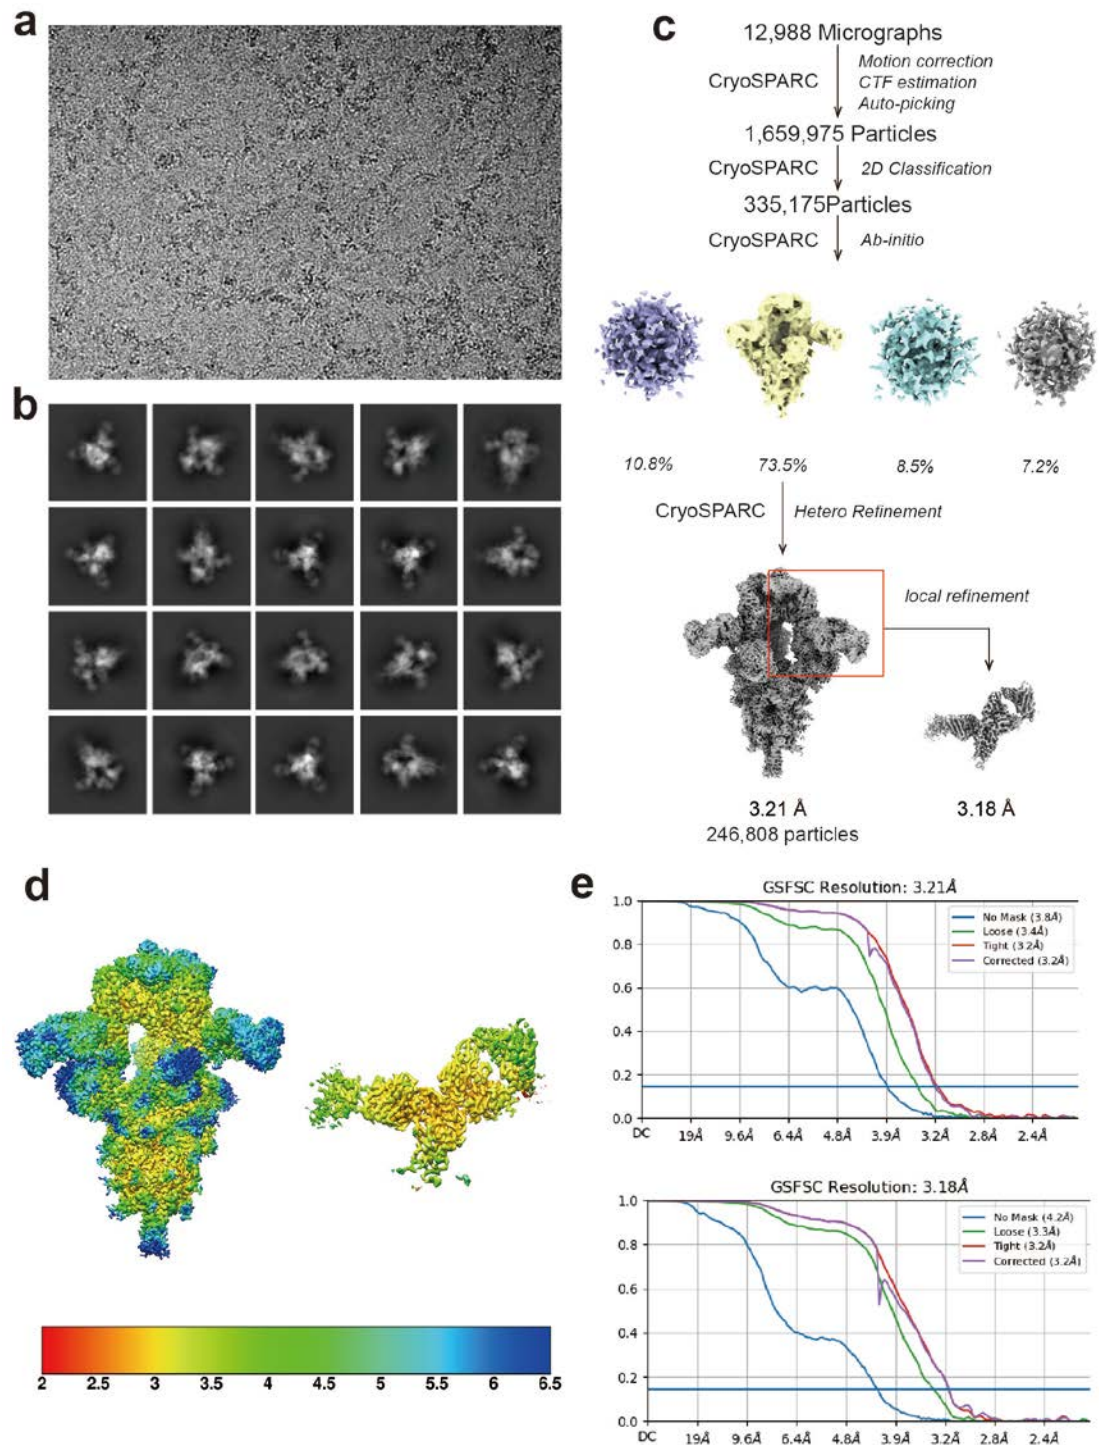 a
b
c
12,988 Micrographs
CryoSPARC
Motion correction
CTF estimation
Auto-picking
1,659,975 Particles
CryoSPARC
2D Classification
335,175Particles
CryoSPARC
Ab-initio
10.8%
73.5%
8.5%
7.2%
CryoSPARC
Hetero Refinement
local refinement
3.21 Å
246,808 particles
3.18 Å
d
2 2.5 3 3.5 4 4.5 5 5.5 6 6.5
e
GSFSC Resolution: 3.21Å
1.0
0.8
0.6
0.4
0.2
0.0
No Mask (3.8Å)
Loose (3.4Å)
Tight (3.2Å)
Corrected (3.2Å)
DC 19Å 9.6Å 6.4Å 4.8Å 3.9Å 3.2Å 2.8Å 2.4Å
GSFSC Resolution: 3.18Å
1.0
0.8
0.6
0.4
0.2
0.0
No Mask (4.2Å)
Loose (3.3Å)
Tight (3.2Å)
Corrected (3.2Å)
DC 19Å 9.6Å 6.4Å 4.8Å 3.9Å 3.2Å 2.8Å 2.4Å